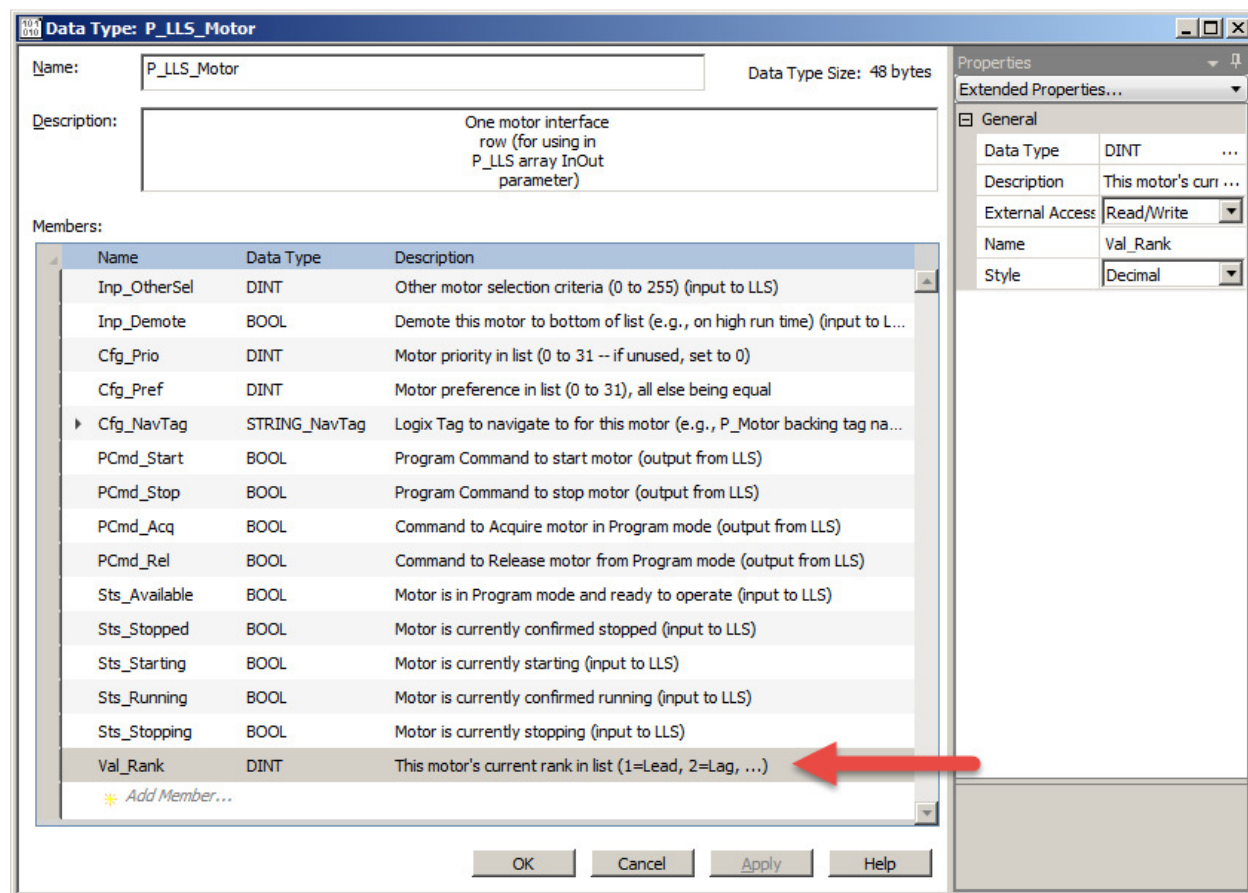 Data Type: P_LLS_Motor
Name: P_LLS_Motor Data Type Size: 48 bytes
Description: One motor interface
row (for using in
P_LLS array InOut
parameter)
Members:
Name Data Type Description
Inp_OtherSel DINT Other motor selection criteria (0 to 255) (input to LLS)
Inp_Demote BOOL Demote this motor to bottom of list (e.g., on high run time) (input to L...
Cfg_Prio DINT Motor priority in list (0 to 31 -- if unused, set to 0)
Cfg_Pref DINT Motor preference in list (0 to 31), all else being equal
Cfg_NavTag STRING_NavTag Logix Tag to navigate to for this motor (e.g., P_Motor backing tag na...
PCmd_Start BOOL Program Command to start motor (output from LLS)
PCmd_Stop BOOL Program Command to stop motor (output from LLS)
PCmd_Acq BOOL Command to Acquire motor in Program mode (output from LLS)
PCmd_Rel BOOL Command to Release motor from Program mode (output from LLS)
Sts_Available BOOL Motor is in Program mode and ready to operate (input to LLS)
Sts_Stopped BOOL Motor is currently confirmed stopped (input to LLS)
Sts_Starting BOOL Motor is currently starting (input to LLS)
Sts_Running BOOL Motor is currently confirmed running (input to LLS)
Sts_Stopping BOOL Motor is currently stopping (input to LLS)
Val_Rank DINT This motor's current rank in list (1=Lead, 2=Lag, ...)
Add Member...
OK Cancel Apply Help
Properties
Extended Properties...
General
Data Type DINT ...
Description This motor's curr ...
External Access Read/Write
Name Val_Rank
Style Decimal